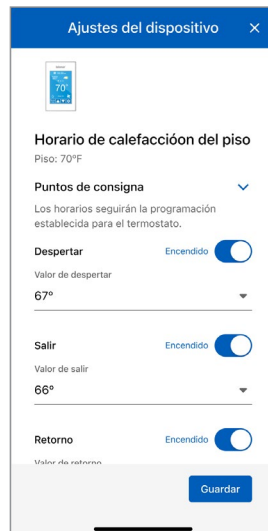 Ajustes del dispositivo
70°
Horario de calefaccióon del piso
Piso: 70°F
Puntos de consigna
Los horarios seguirán la programación
establecida para el termostato.
Despertar Encendido
Valor de despertar
67°
Salir Encendido
Valor de salir
66°
Retorno Encendido
Valor de retorno
Guardar